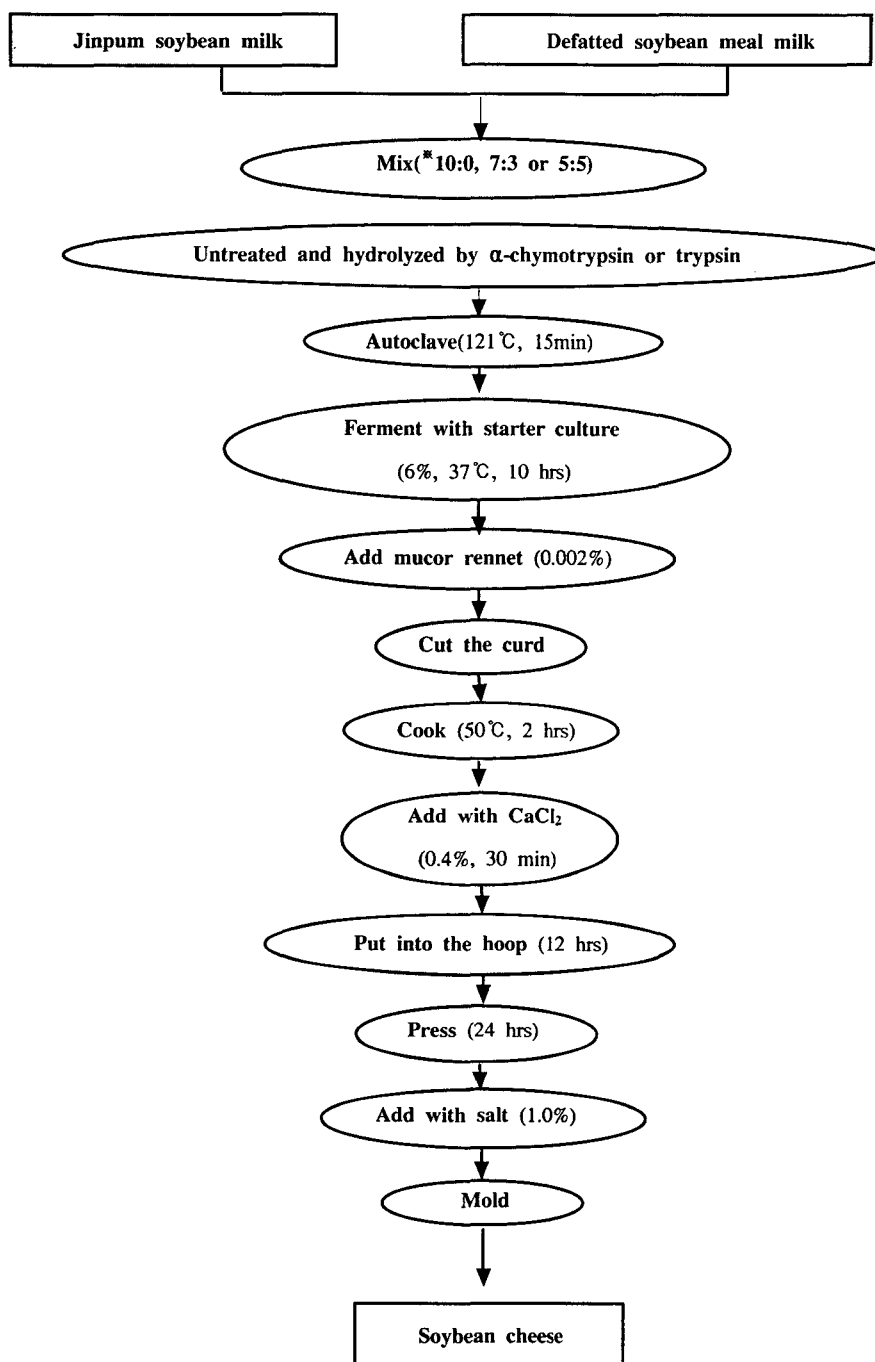 Jinpum soybean milk
Defatted soybean meal milk
Mix(※10:0, 7:3 or 5:5)
Untreated and hydrolyzed by α-chymotrypsin or trypsin
Autoclave(121℃, 15min)
Ferment with starter culture
(6%, 37℃, 10 hrs)
Add mucor rennet (0.002%)
Cut the curd
Cook (50℃, 2 hrs)
Add with CaCl₂
(0.4%, 30 min)
Put into the hoop (12 hrs)
Press (24 hrs)
Add with salt (1.0%)
Mold
Soybean cheese